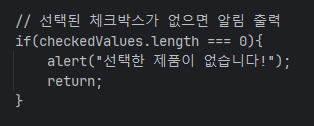 // 선택된 체크박스가 없으면 알림 출력
if(checkedValues.length === 0){
    alert("선택한 제품이 없습니다!");
    return;
}